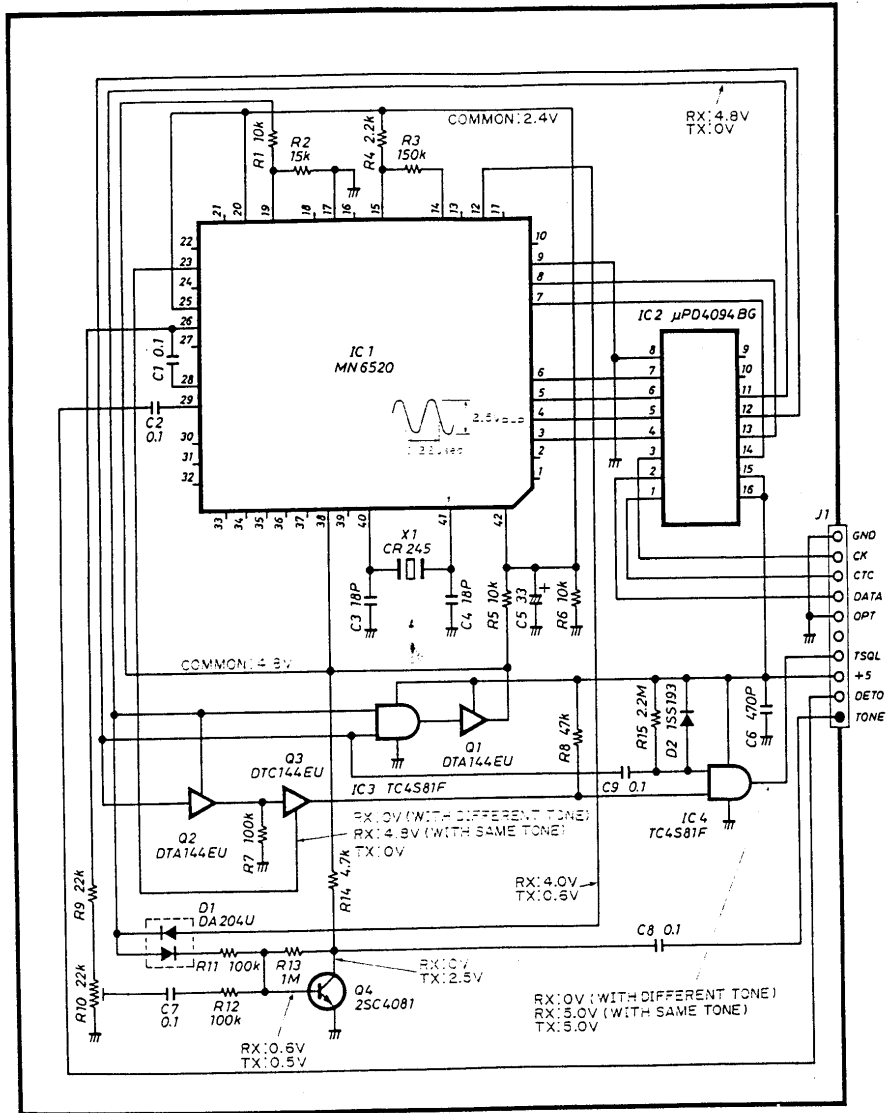 RX:4.8V
TX:0V
COMMON:2.4V
R1 10k
R2
15k
R4 2.2k
R3
150k
21
20
19
18
17
16
15
14
13
12
11
22
23
24
25
26
27
28
29
30
31
32
10
9
8
7
6
5
4
3
2
1
IC 1
MN6520
C1 0.1
C2
0.1
IC2 μPD4094BG
8
7
6
5
4
3
2
1
9
10
11
12
13
14
15
16
33
34
35
36
37
38
39
40
41
42
X1
CR 245
C3 18P
C4 18P
R5 10k
C5 33
+
R6 10k
J1
GND
CK
CTC
DATA
OPT
TSQL
+5
DETO
TONE
COMMON:4.8V
Q1
DTA144EU
R8 47k
R15 2.2M
D2 1SS193
C6 470P
C9 0.1
Q3
DTC144EU
IC3 TC4S81F
IC4
TC4S81F
Q2
DTA144EU
R7 100k
RX:0V (WITH DIFFERENT TONE)
RX:4.8V (WITH SAME TONE)
TX:0V
R14 4.7k
RX:4.0V
TX:0.6V
R9 22k
D1
DA204U
R11 100k
R13
1M
C8 0.1
RX:0V
TX:2.5V
R10 22k
C7
0.1
R12
100k
Q4
2SC4081
RX:0.6V
TX:0.5V
RX:0V (WITH DIFFERENT TONE)
RX:5.0V (WITH SAME TONE)
TX:5.0V